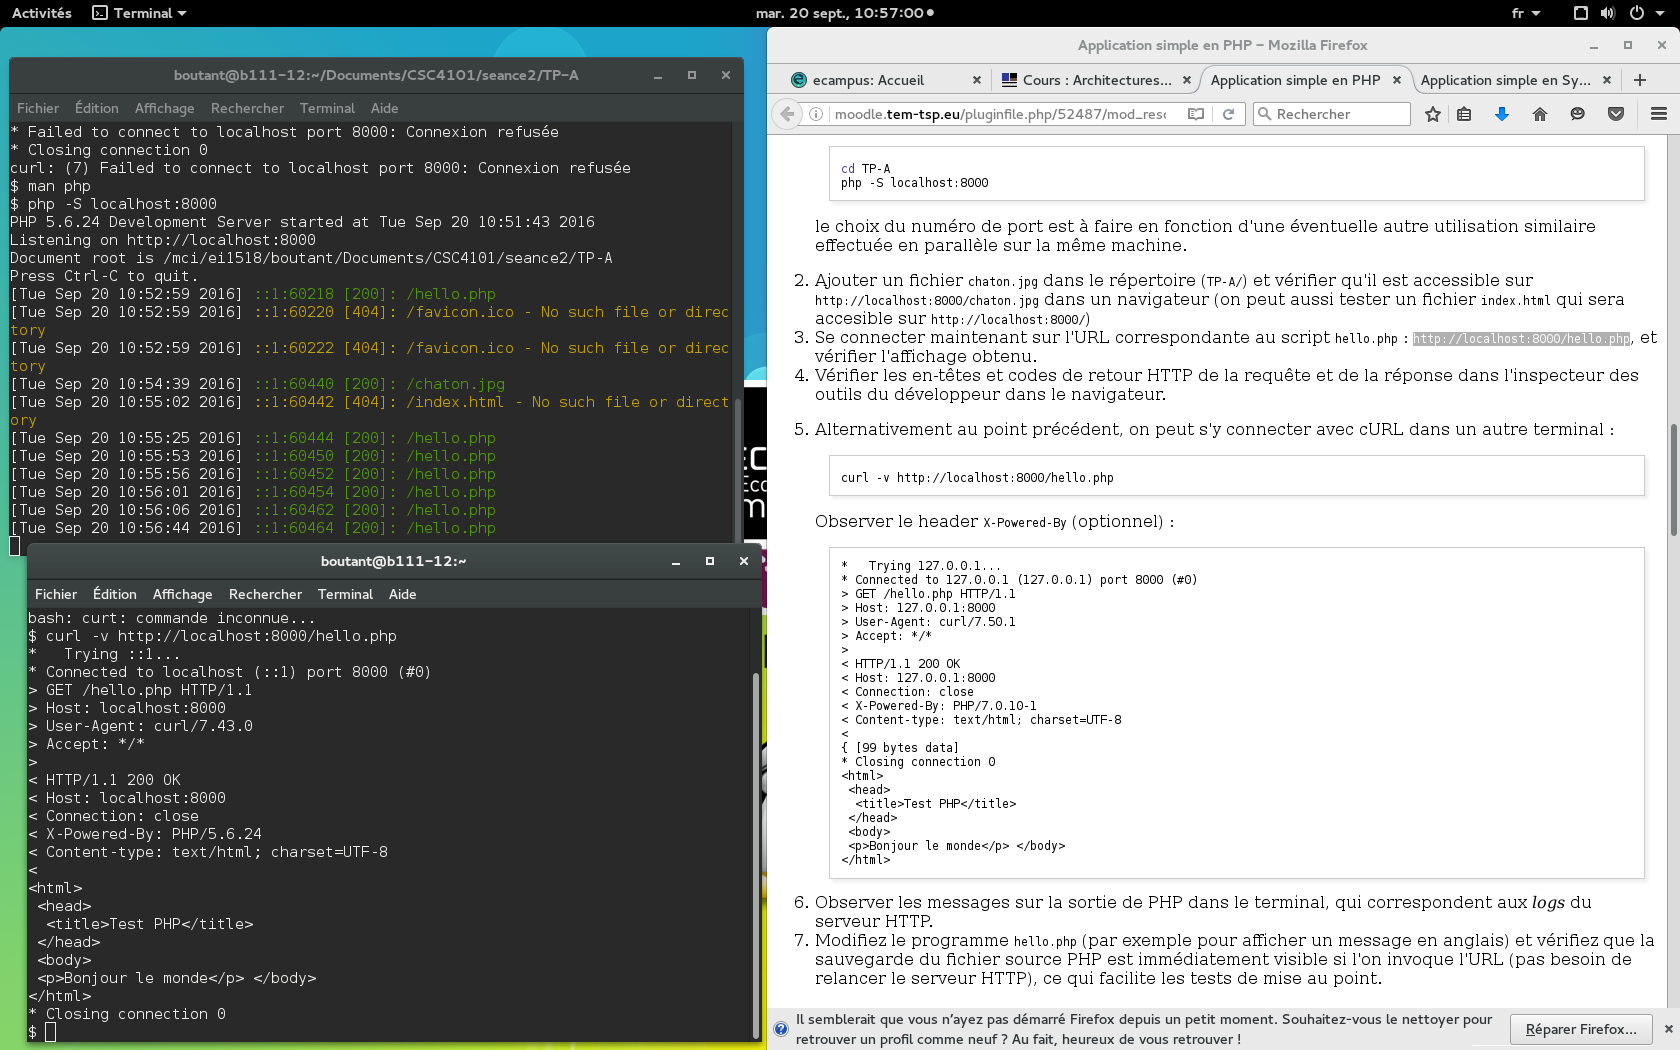 Activités
Terminal
mar. 20 sept., 10:57:00
fr
boutant@b111-12:~/Documents/CSC4101/seance2/TP-A
Fichier Édition Affichage Rechercher Terminal Aide
* Failed to connect to localhost port 8000: Connexion refusée
* Closing connection 0
curl: (7) Failed to connect to localhost port 8000: Connexion refusée
$ man php
$ php -S localhost:8000
PHP 5.6.24 Development Server started at Tue Sep 20 10:51:43 2016
Listening on http://localhost:8000
Document root is /mci/ei1518/boutant/Documents/CSC4101/seance2/TP-A
Press Ctrl-C to quit.
[Tue Sep 20 10:52:59 2016] ::1:60218 [200]: /hello.php
[Tue Sep 20 10:52:59 2016] ::1:60220 [404]: /favicon.ico - No such file or direc
tory
[Tue Sep 20 10:52:59 2016] ::1:60222 [404]: /favicon.ico - No such file or direc
tory
[Tue Sep 20 10:54:39 2016] ::1:60440 [200]: /chaton.jpg
[Tue Sep 20 10:55:02 2016] ::1:60442 [404]: /index.html - No such file or direct
ory
[Tue Sep 20 10:55:25 2016] ::1:60444 [200]: /hello.php
[Tue Sep 20 10:55:53 2016] ::1:60450 [200]: /hello.php
[Tue Sep 20 10:55:56 2016] ::1:60452 [200]: /hello.php
[Tue Sep 20 10:56:01 2016] ::1:60454 [200]: /hello.php
[Tue Sep 20 10:56:06 2016] ::1:60462 [200]: /hello.php
[Tue Sep 20 10:56:44 2016] ::1:60464 [200]: /hello.php
boutant@b111-12:~
Fichier Édition Affichage Rechercher Terminal Aide
bash: curt: commande inconnue...
$ curl -v http://localhost:8000/hello.php
*   Trying ::1...
* Connected to localhost (::1) port 8000 (#0)
> GET /hello.php HTTP/1.1
> Host: localhost:8000
> User-Agent: curl/7.43.0
> Accept: */*
>
< HTTP/1.1 200 OK
< Host: localhost:8000
< Connection: close
< X-Powered-By: PHP/5.6.24
< Content-type: text/html; charset=UTF-8
<
<html>
<head>
<title>Test PHP</title>
</head>
<body>
<p>Bonjour le monde</p> </body>
</html>
* Closing connection 0
$
Application simple en PHP - Mozilla Firefox
ecampus: Accueil
Cours : Architectures...
Application simple en PHP
Application simple en Sy...
moodle.tem-tsp.eu/pluginfile.php/52487/mod_resc
Rechercher
cd TP-A
php -S localhost:8000
le choix du numéro de port est à faire en fonction d'une éventuelle autre utilisation similaire
effectuée en parallèle sur la même machine.
2. Ajouter un fichier chaton.jpg dans le répertoire (TP-A/) et vérifier qu'il est accessible sur
http://localhost:8000/chaton.jpg dans un navigateur (on peut aussi tester un fichier index.html qui sera
accesible sur http://localhost:8000/)
3. Se connecter maintenant sur l'URL correspondante au script hello.php : http://localhost:8000/hello.php, et
vérifier l'affichage obtenu.
4. Vérifier les en-têtes et codes de retour HTTP de la requête et de la réponse dans l'inspecteur des
outils du développeur dans le navigateur.
5. Alternativement au point précédent, on peut s'y connecter avec cURL dans un autre terminal :
curl -v http://localhost:8000/hello.php
Observer le header X-Powered-By (optionnel) :
*   Trying 127.0.0.1...
* Connected to 127.0.0.1 (127.0.0.1) port 8000 (#0)
> GET /hello.php HTTP/1.1
> Host: 127.0.0.1:8000
> User-Agent: curl/7.50.1
> Accept: */*
>
< HTTP/1.1 200 OK
< Host: 127.0.0.1:8000
< Connection: close
< X-Powered-By: PHP/7.0.10-1
< Content-type: text/html; charset=UTF-8
<
{ [99 bytes data]
* Closing connection 0
<html>
<head>
<title>Test PHP</title>
</head>
<body>
<p>Bonjour le monde</p> </body>
</html>
6. Observer les messages sur la sortie de PHP dans le terminal, qui correspondent aux logs du
serveur HTTP.
7. Modifiez le programme hello.php (par exemple pour afficher un message en anglais) et vérifiez que la
sauvegarde du fichier source PHP est immédiatement visible si l'on invoque l'URL (pas besoin de
relancer le serveur HTTP), ce qui facilite les tests de mise au point.
Il semblerait que vous n'ayez pas démarré Firefox depuis un petit moment. Souhaitez-vous le nettoyer pour
retrouver un profil comme neuf ? Au fait, heureux de vous retrouver !
Réparer Firefox...